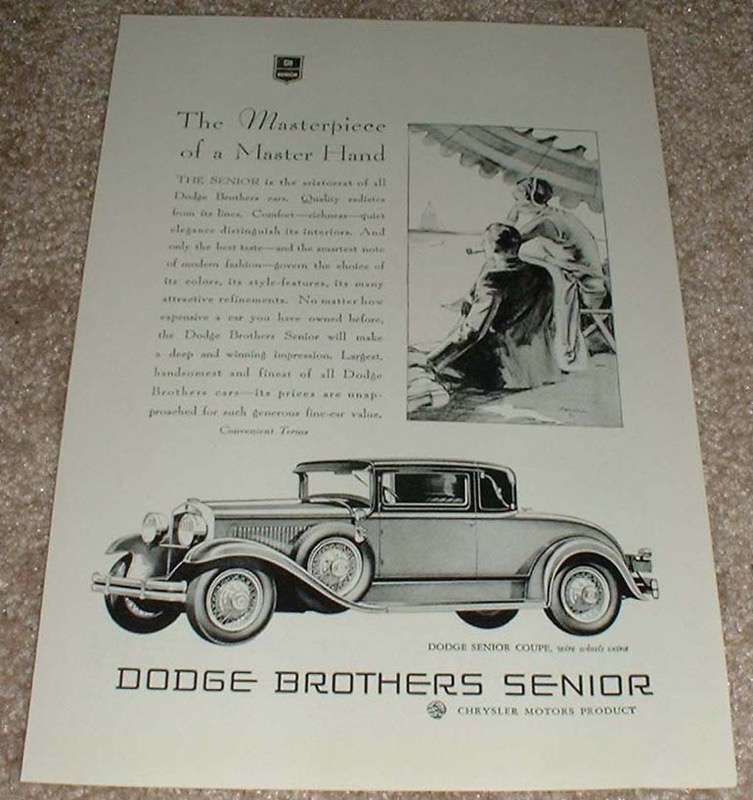 DB
SENIOR
The Masterpiece
of a Master Hand
THE SENIOR is the aristocrat of all
Dodge Brothers cars. Quality radiates
from its lines. Comfort—richness—quiet
elegance distinguish its interiors. And
only the best taste—and the smartest note
of modern fashion—govern the choice of
its colors, its style-features, its many
attractive refinements. No matter how
expensive a car you have owned before,
the Dodge Brothers Senior will make
a deep and winning impression. Largest,
handsomest and finest of all Dodge
Brothers cars—its prices are unap-
proached for such generous fine-car value.
Convenient Terms
DODGE SENIOR COUPE, wire wheels extra
DODGE BROTHERS SENIOR
CHRYSLER MOTORS PRODUCT